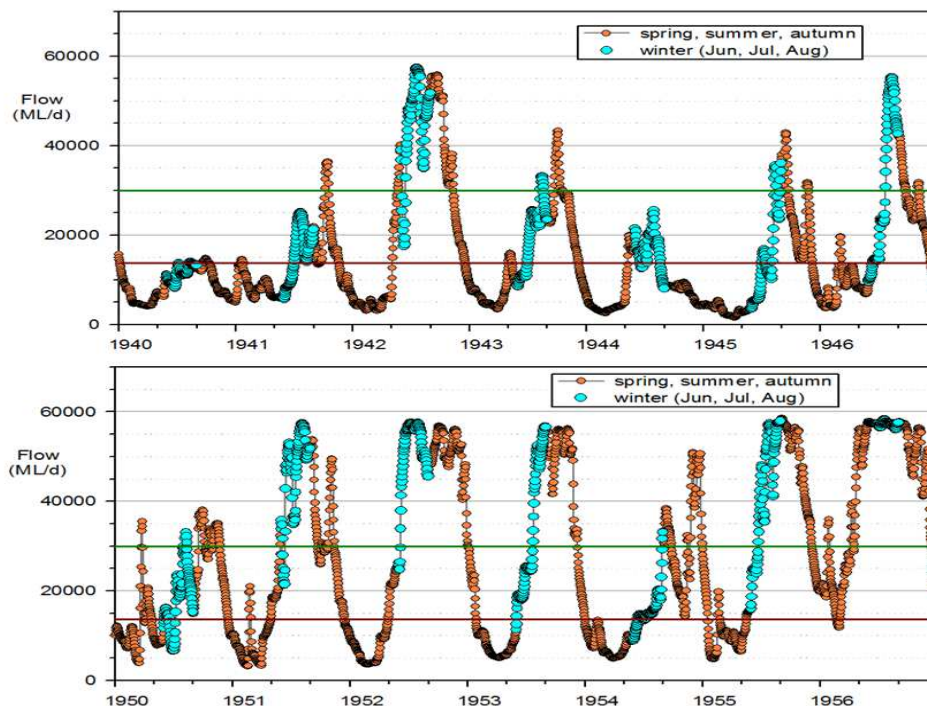 spring, summer, autumn
winter (Jun, Jul, Aug)
60000
Flow
(ML/d)
40000
20000
0
1940 1941 1942 1943 1944 1945 1946
spring, summer, autumn
winter (Jun, Jul, Aug)
60000
Flow
(ML/d)
40000
20000
0
1950 1951 1952 1953 1954 1955 1956